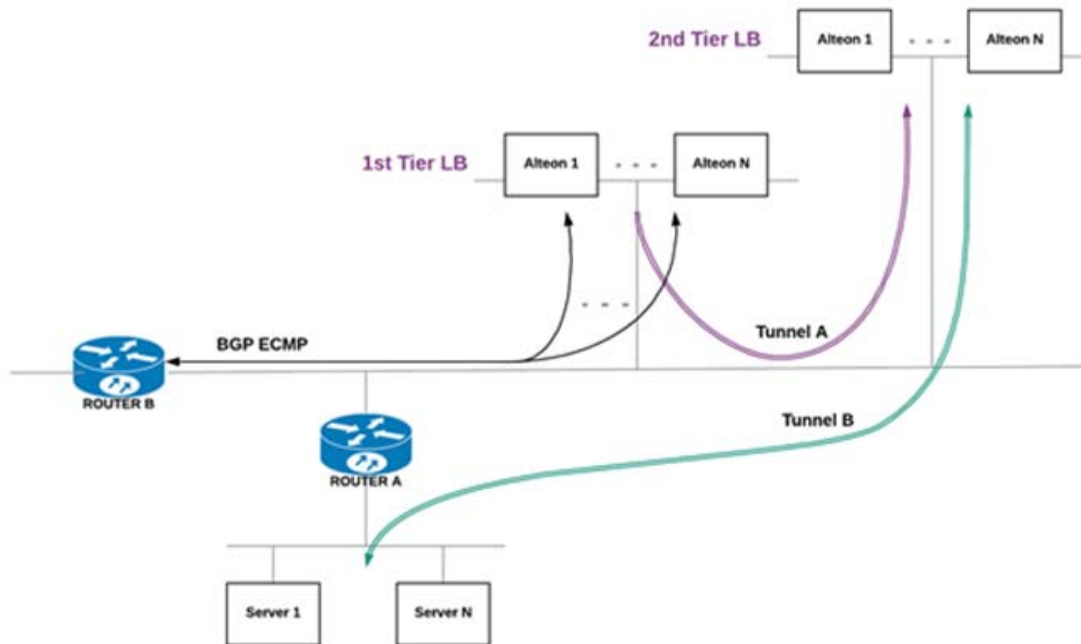 2nd Tier LB
Alteon 1
Alteon N
1st Tier LB
Alteon 1
Alteon N
BGP ECMP
Tunnel A
ROUTER B
Tunnel B
ROUTER A
Server 1
Server N